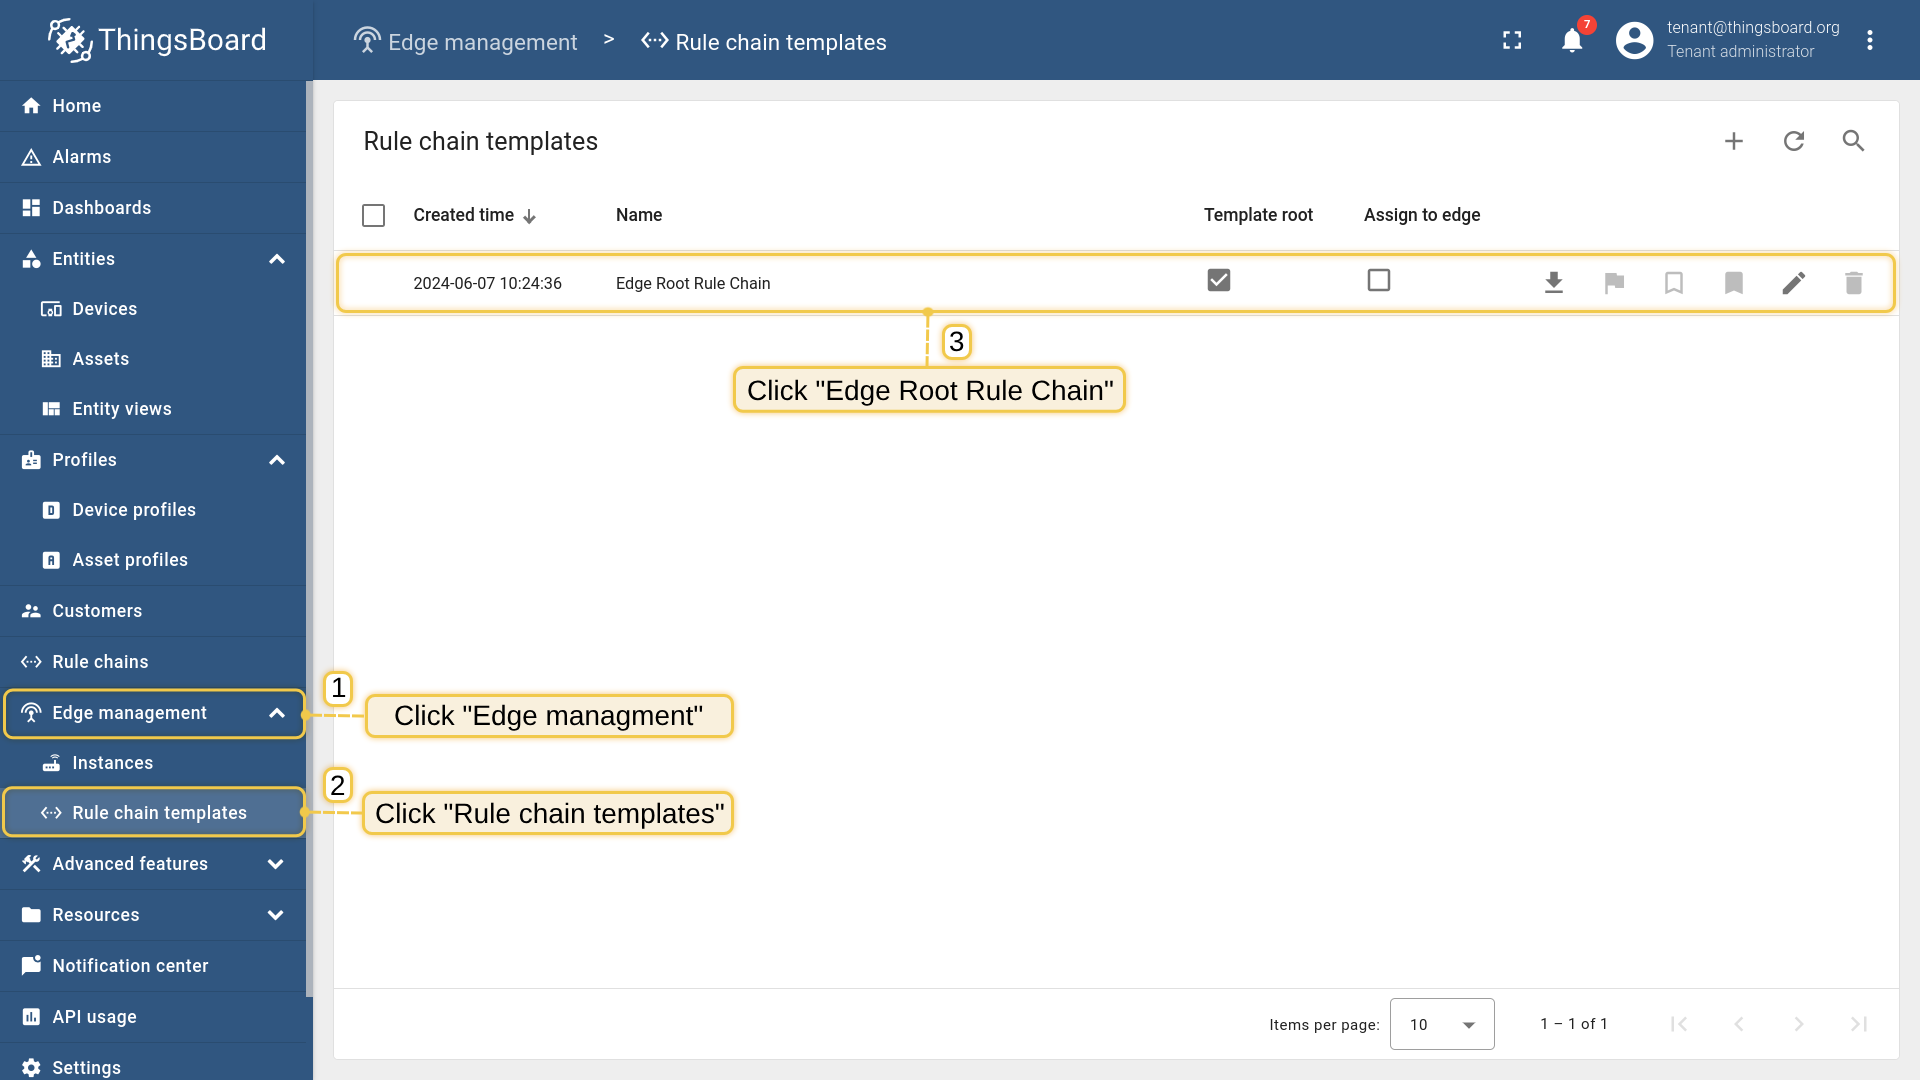 ThingsBoard
Edge management > Rule chain templates
7
tenant@thingsboard.org
Tenant administrator
Home
Alarms
Dashboards
Entities
Devices
Assets
Entity views
Profiles
Device profiles
Asset profiles
Customers
Rule chains
Edge management
Instances
Rule chain templates
Advanced features
Resources
Notification center
API usage
Settings
Rule chain templates
Created time Name Template root Assign to edge
2024-06-07 10:24:36 Edge Root Rule Chain
3
Click "Edge Root Rule Chain"
1
Click "Edge managment"
2
Click "Rule chain templates"
Items per page: 10 1 – 1 of 1